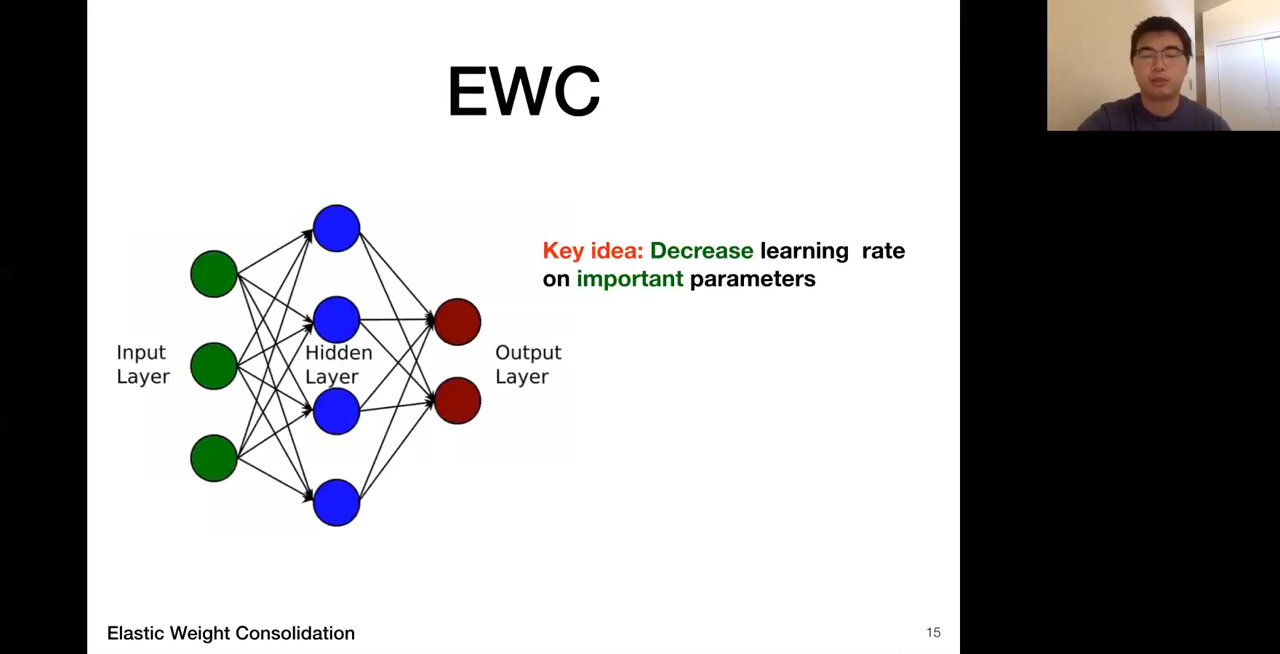 EWC
Key idea: Decrease learning rate
on important parameters
Input
Layer
Hidden
Layer
Output
Layer
Elastic Weight Consolidation
15